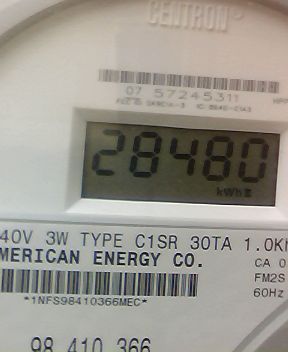 CENTRON®
07 57245311
28480
kWh
40V 3W TYPE C1SR 30TA 1.0K
MERICAN ENERGY CO.
CA 0
FM2S
60Hz
*1NFS98410366MEC*
98 410 366